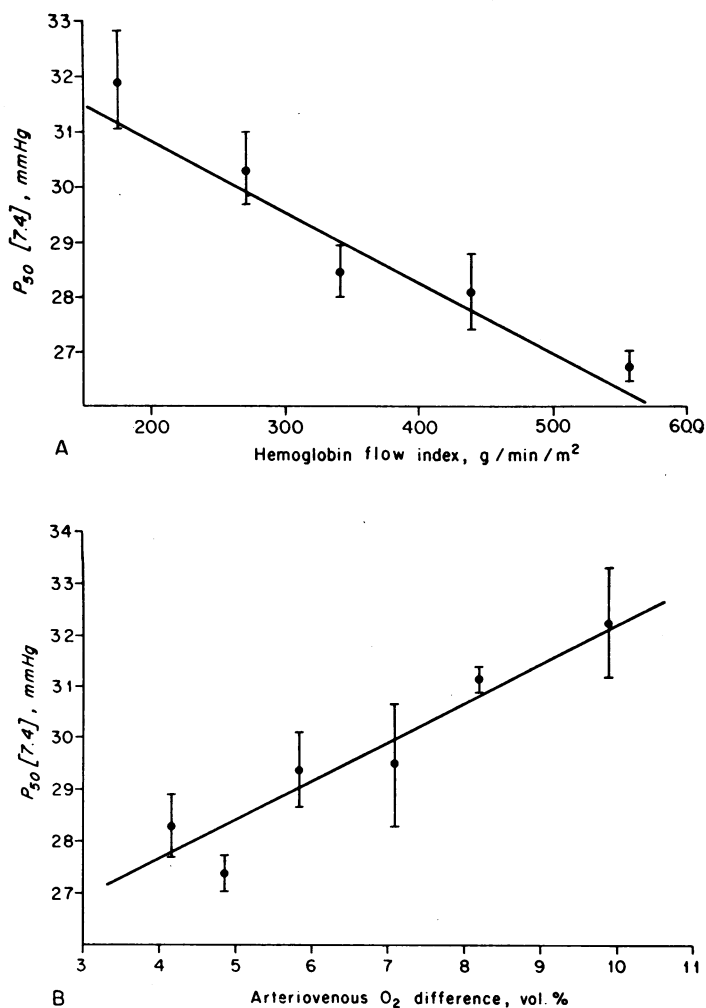 33
32
31
30
29
28
27
P50 [7.4], mmHg
200 300 400 500 600
A
Hemoglobin flow index, g/min/m²
34
33
32
31
30
29
28
27
P50 [7.4], mmHg
3 4 5 6 7 8 9 10 11
B
Arteriovenous O2 difference, vol.%